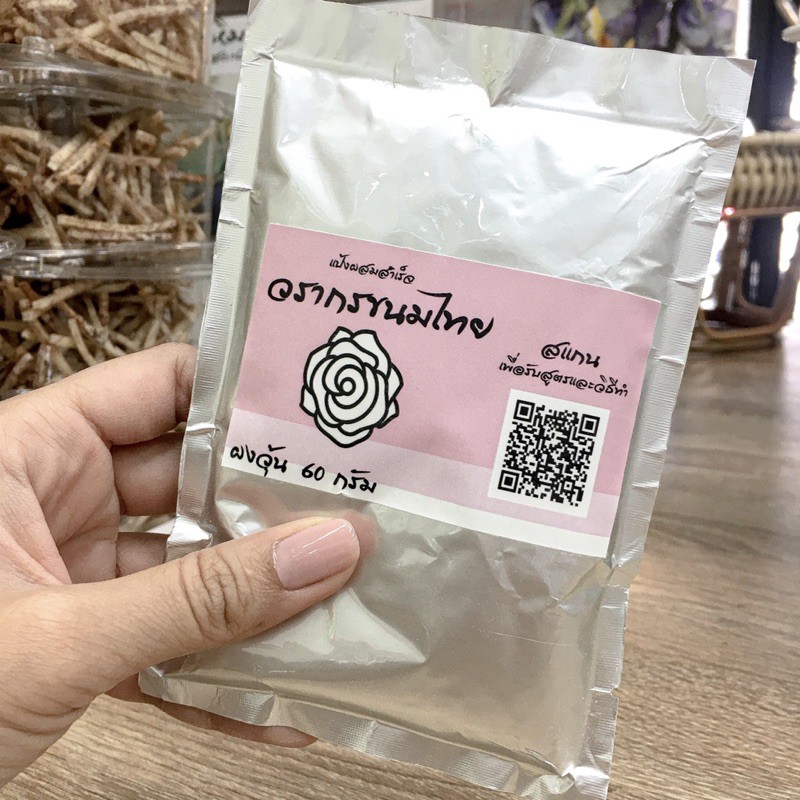 แป้งผสมสำเร็จ
วรากรขนมไทย
สแกน
เพื่อรับสูตรและวิธีทำ
ผงวุ้น 60 กรัม